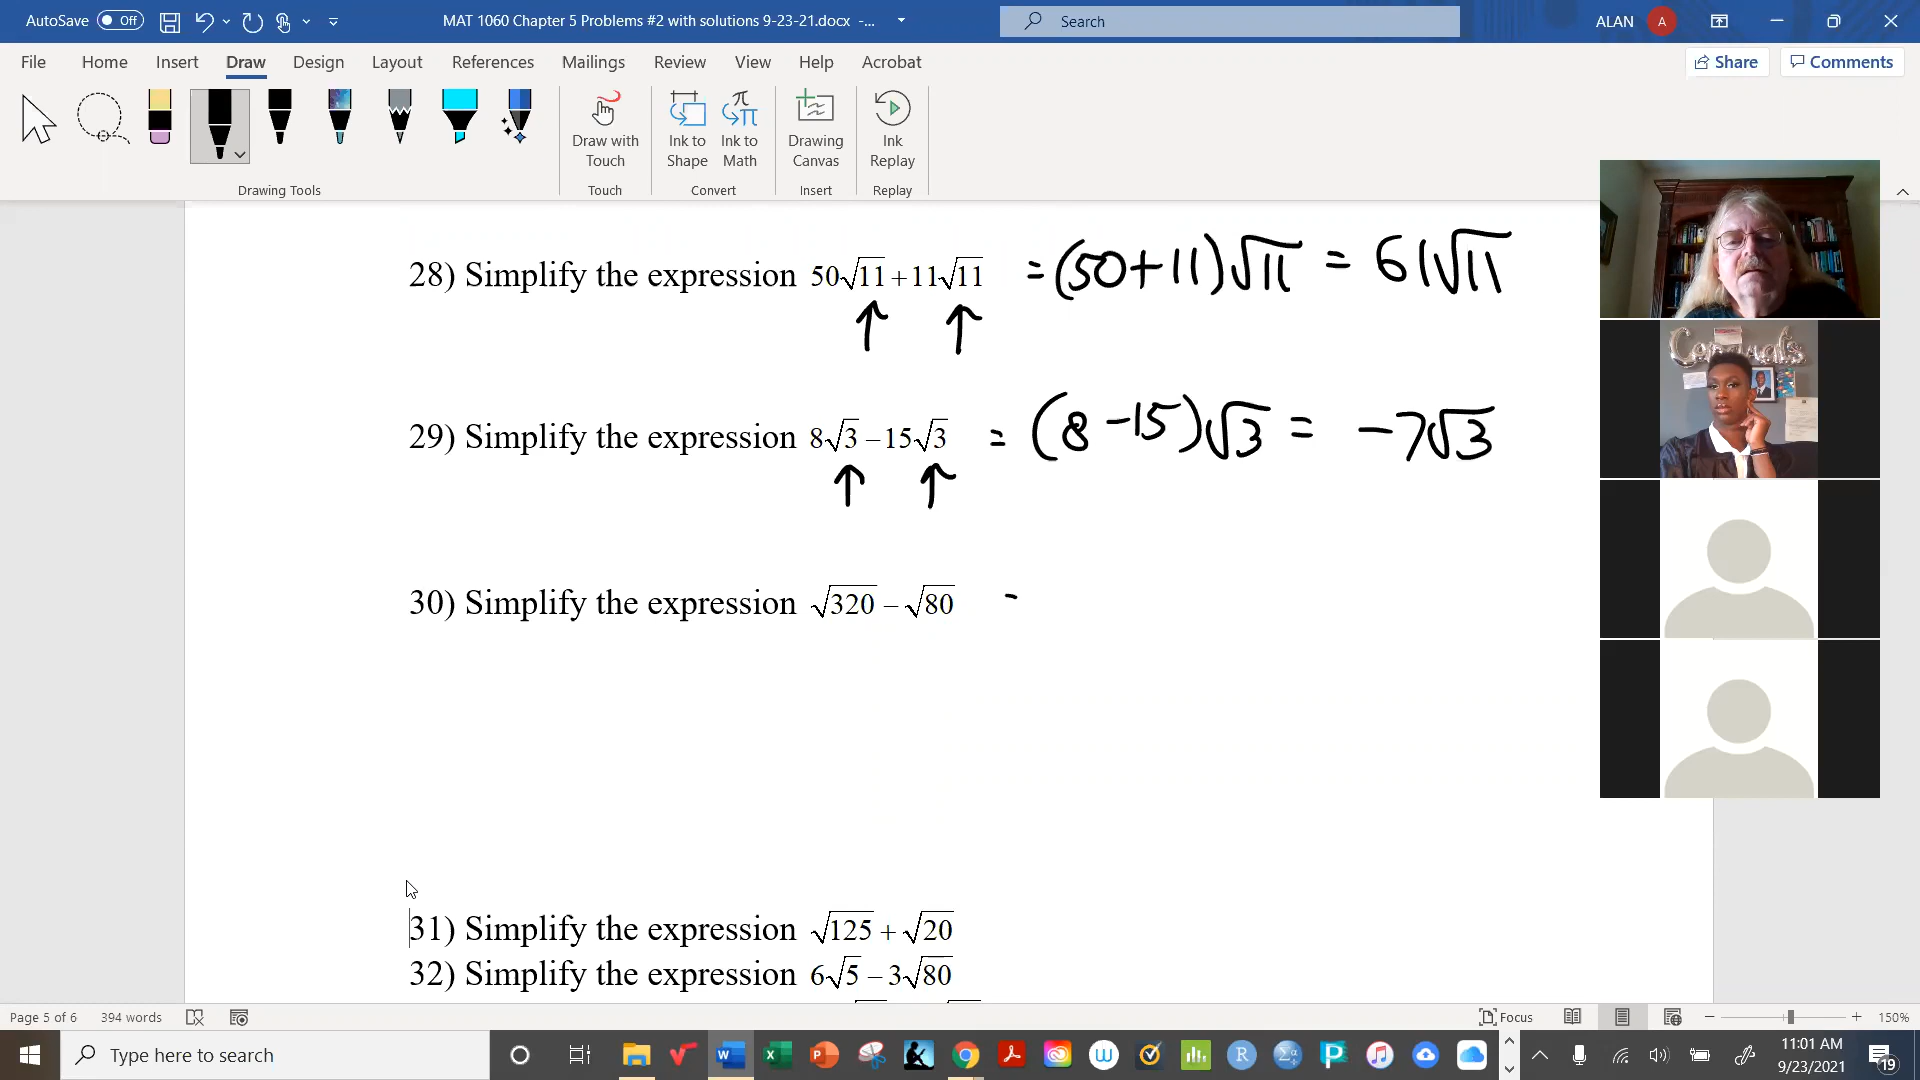 AutoSave Off MAT 1060 Chapter 5 Problems #2 with solutions 9-23-21.docx -... Search ALAN A
File Home Insert Draw Design Layout References Mailings Review View Help Acrobat Share Comments
Draw with Touch
Ink to Shape
Ink to Math
Drawing Canvas
Ink Replay
Drawing Tools Touch Convert Insert Replay
28) Simplify the expression 50√11 + 11√11 = (50+11)√11 = 61√11
29) Simplify the expression 8√3 − 15√3 = (8 −15)√3 = −7√3
30) Simplify the expression √320 − √80 -
31) Simplify the expression √125 + √20
32) Simplify the expression 6√5 − 3√80
Page 5 of 6 394 words Focus 150%
Type here to search
11:01 AM
9/23/2021
19